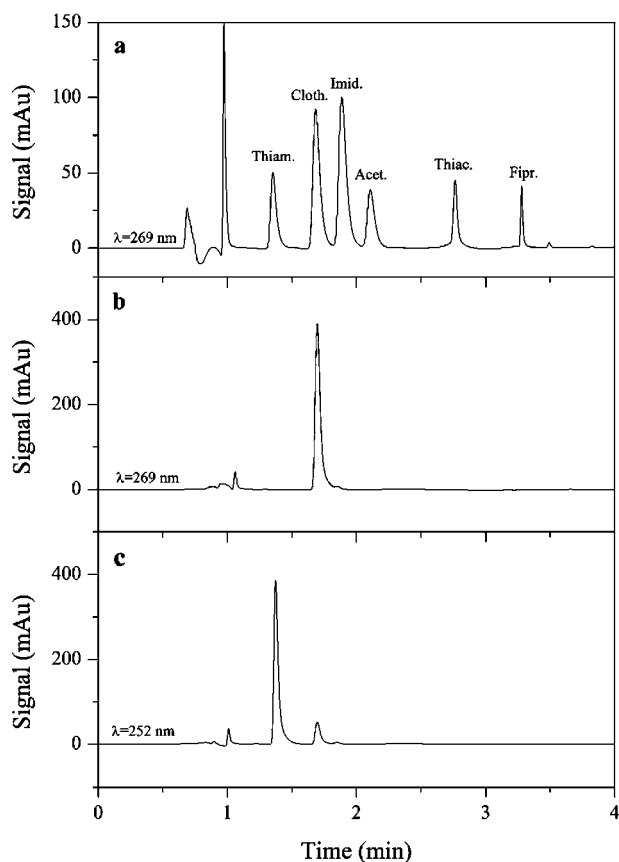 150
a
Imid.
Cloth.
100
Signal (mAu)
Thiam.
Acet.
Thiac.
Fipr.
50
0
λ=269 nm
b
400
Signal (mAu)
200
λ=269 nm
0
c
400
Signal (mAu)
200
λ=252 nm
0
0 1 2 3 4
Time (min)